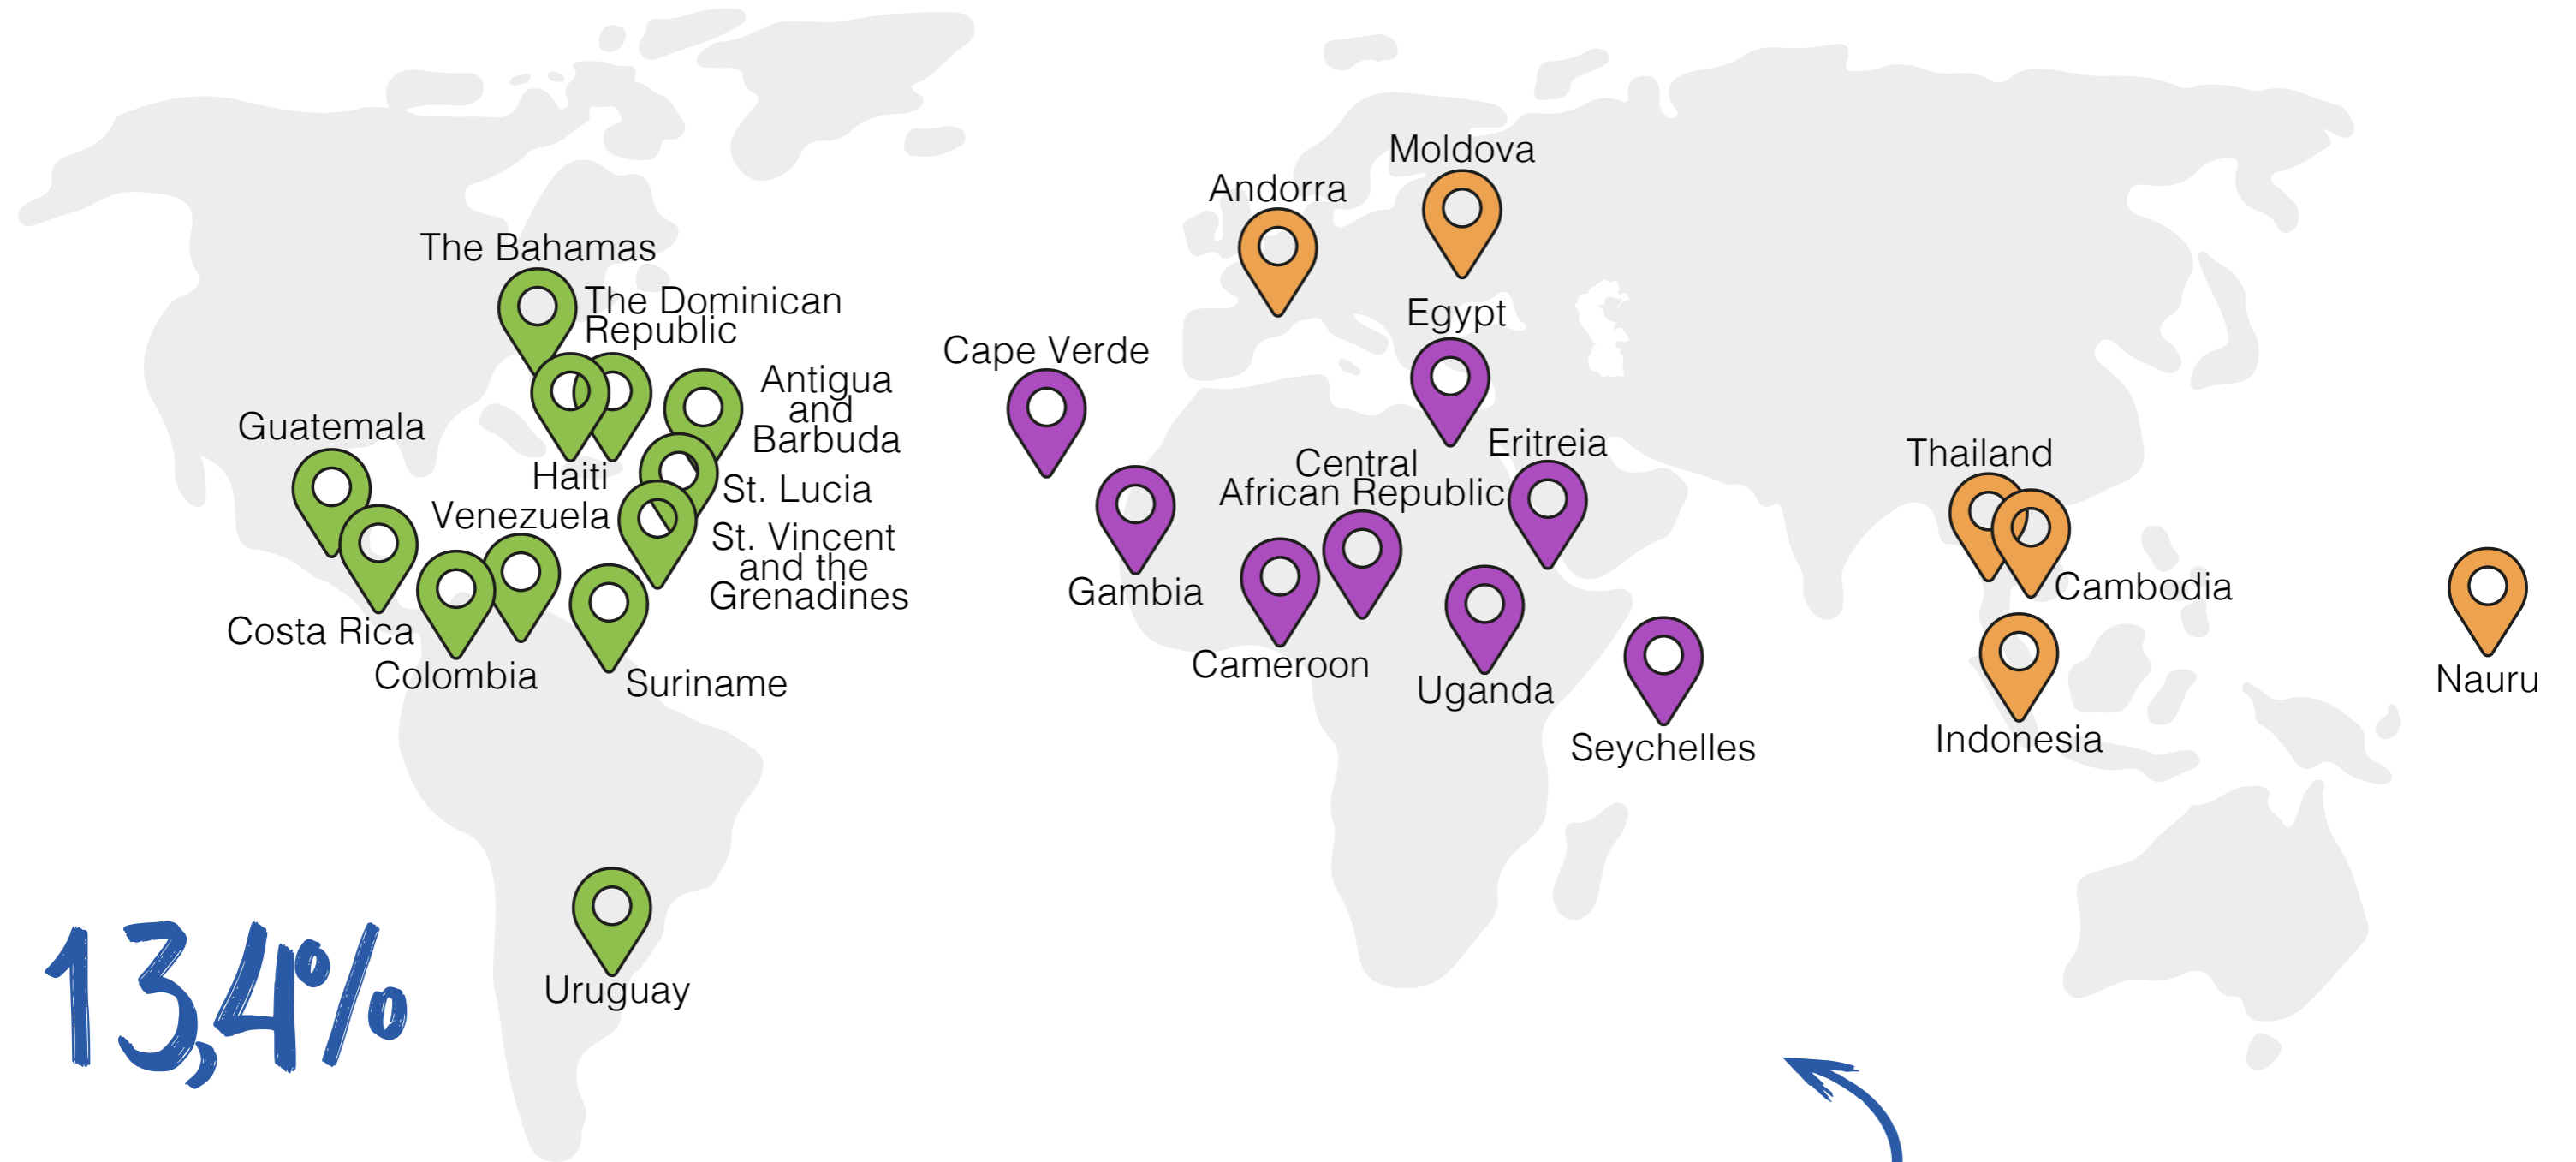 Moldova
Andorra
The Bahamas
The Dominican
Republic
Egypt
Cape Verde
Antigua
and
Barbuda
Guatemala
Haiti
Eritreia
Central
African Republic
Thailand
St. Lucia
Venezuela
St. Vincent
and the
Grenadines
Gambia
Cambodia
Costa Rica
Colombia
Suriname
Cameroon
Uganda
Seychelles
Indonesia
Nauru
Uruguay
13,4%